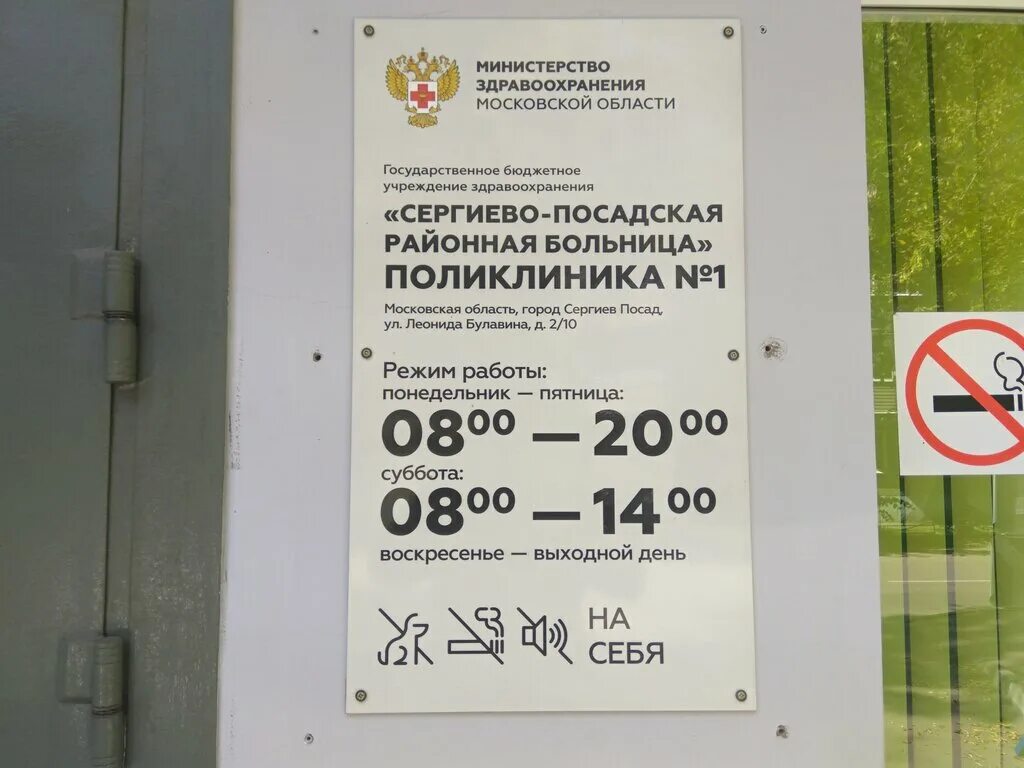 МИНИСТЕРСТВО
ЗДРАВООХРАНЕНИЯ
МОСКОВСКОЙ ОБЛАСТИ
Государственное бюджетное
учреждение здравоохранения
«СЕРГИЕВО-ПОСАДСКАЯ
РАЙОННАЯ БОЛЬНИЦА»
ПОЛИКЛИНИКА №1
Московская область, город Сергиев Посад,
ул. Леонида Булавина, д. 2/10
Режим работы:
понедельник — пятница:
08⁰⁰ — 20⁰⁰
суббота:
08⁰⁰ — 14⁰⁰
воскресенье — выходной день
НА
СЕБЯ